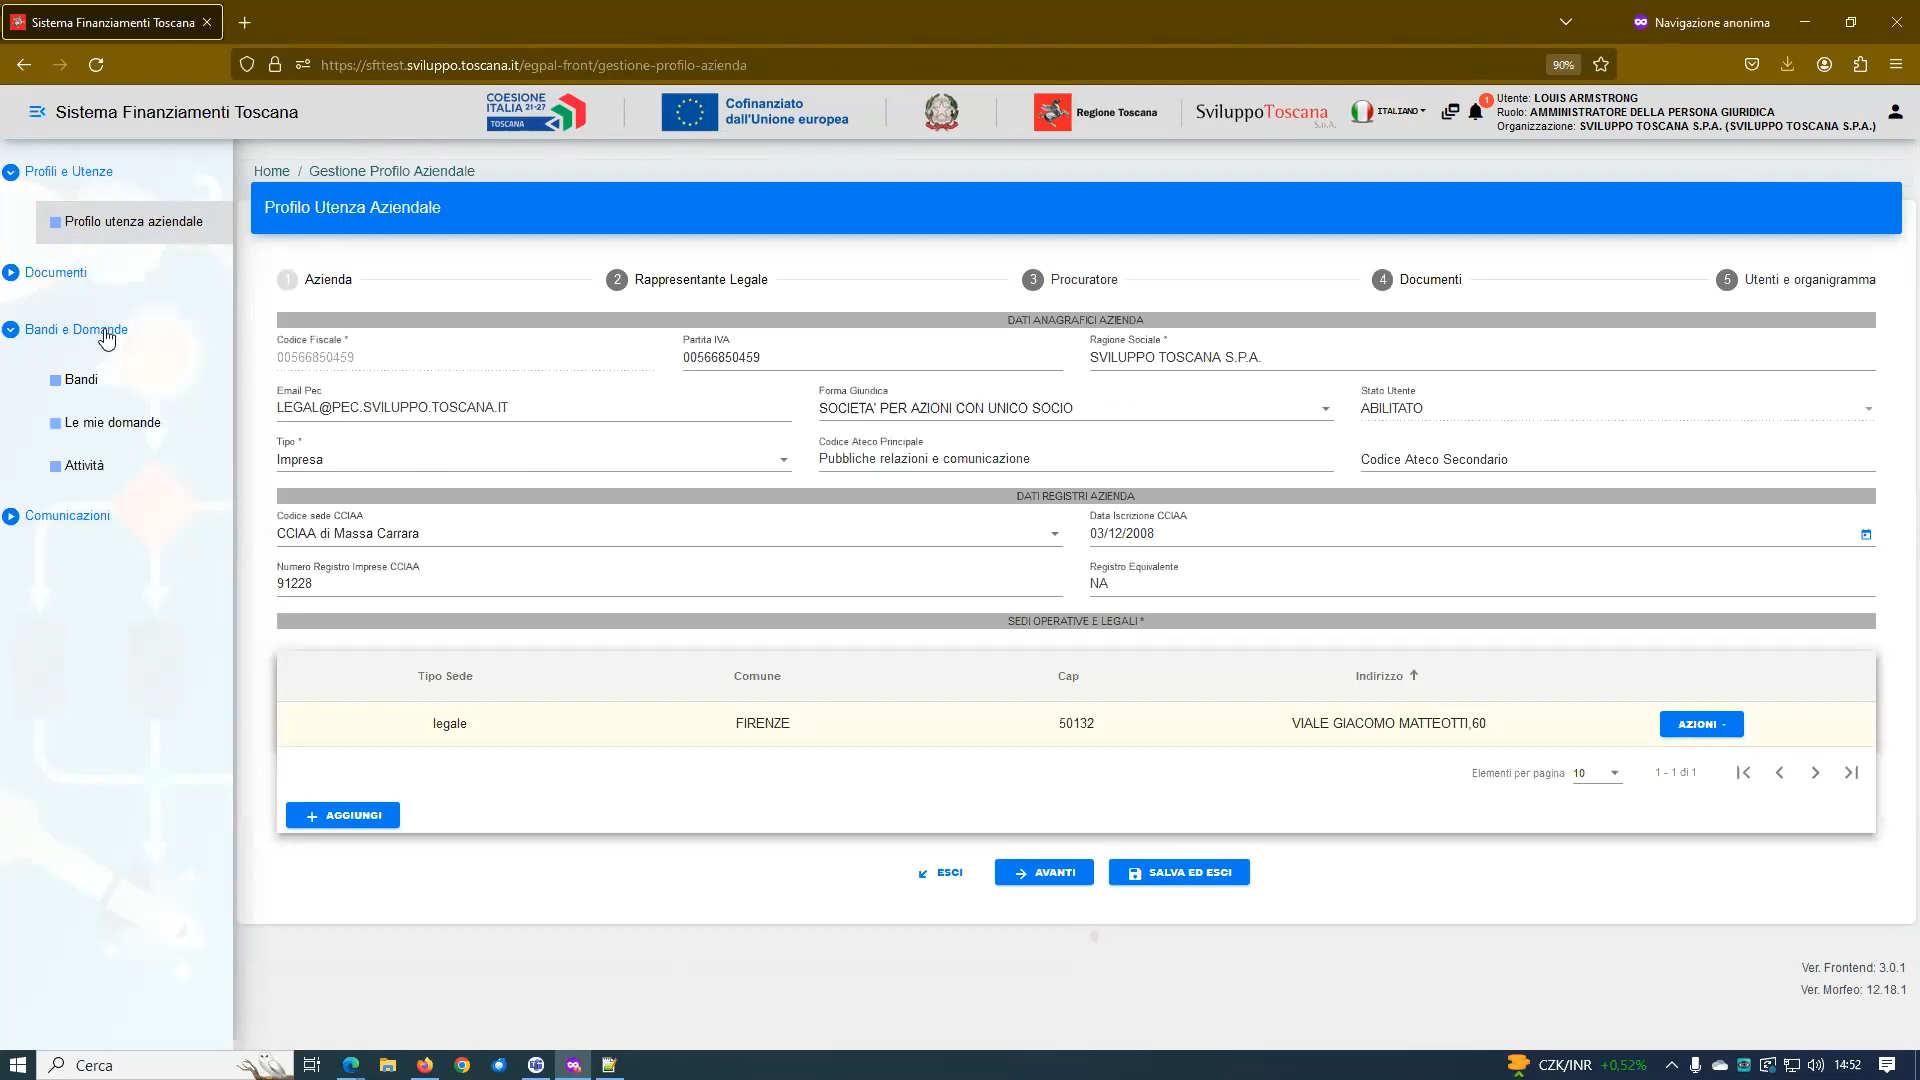 Sistema Finanziamenti Toscana
Navigazione anonima
https://sfttest.sviluppo.toscana.it/egpal-front/gestione-profilo-azienda
90%
Sistema Finanziamenti Toscana
COESIONE
ITALIA 21-27
TOSCANA
Cofinanziato
dall'Unione europea
Regione Toscana
SviluppoToscana
S.p.A.
ITALIANO
1
Utente: LOUIS ARMSTRONG
Ruolo: AMMINISTRATORE DELLA PERSONA GIURIDICA
Organizzazione: SVILUPPO TOSCANA S.P.A. (SVILUPPO TOSCANA S.P.A.)
Profili e Utenze
Profilo utenza aziendale
Documenti
Bandi e Domande
Bandi
Le mie domande
Attività
Comunicazioni
Home / Gestione Profilo Aziendale
Profilo Utenza Aziendale
1 Azienda
2 Rappresentante Legale
3 Procuratore
4 Documenti
5 Utenti e organigramma
DATI ANAGRAFICI AZIENDA
Codice Fiscale *
00566850459
Partita IVA
00566850459
Ragione Sociale *
SVILUPPO TOSCANA S.P.A.
Email Pec
LEGAL@PEC.SVILUPPO.TOSCANA.IT
Forma Giuridica
SOCIETA' PER AZIONI CON UNICO SOCIO
Stato Utente
ABILITATO
Tipo *
Impresa
Codice Ateco Principale
Pubbliche relazioni e comunicazione
Codice Ateco Secondario
DATI REGISTRI AZIENDA
Codice sede CCIAA
CCIAA di Massa Carrara
Data Iscrizione CCIAA
03/12/2008
Numero Registro Imprese CCIAA
91228
Registro Equivalente
NA
SEDI OPERATIVE E LEGALI *
Tipo Sede Comune Cap Indirizzo
legale FIRENZE 50132 VIALE GIACOMO MATTEOTTI,60 AZIONI
Elementi per pagina 10 1 - 1 di 1
AGGIUNGI
ESCI
AVANTI
SALVA ED ESCI
Ver. Frontend: 3.0.1
Ver. Morfeo: 12.18.1
Cerca
CZK/INR +0,52%
14:52